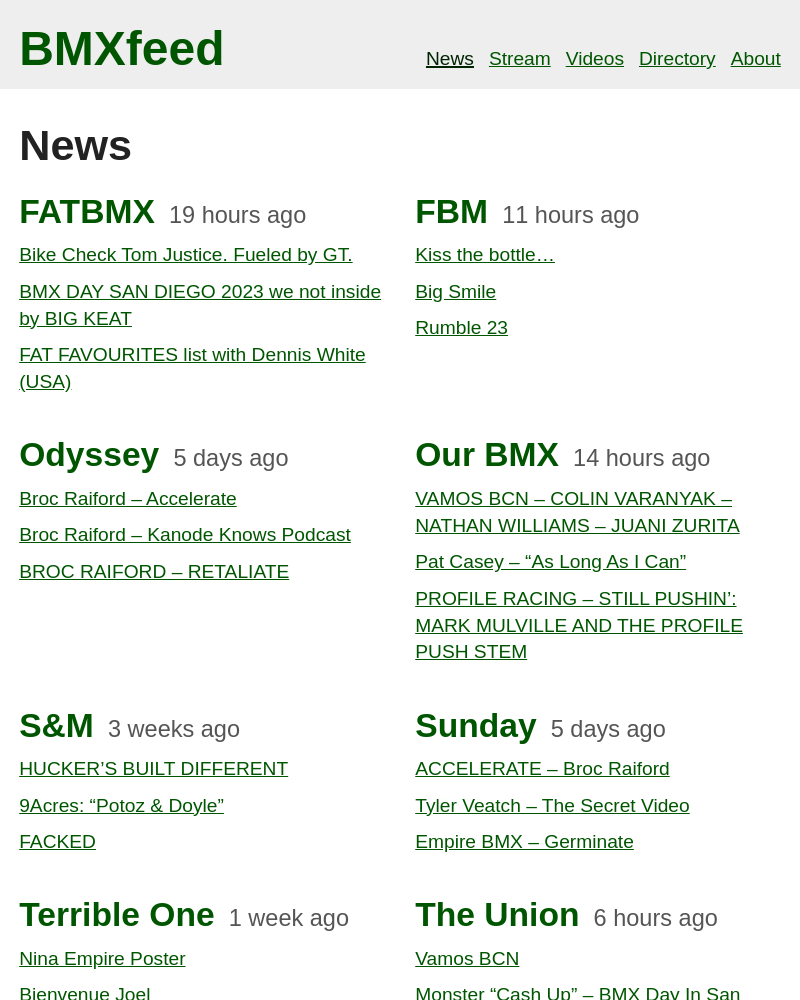 BMXfeed
News Stream Videos Directory About
News
FATBMX 19 hours ago
Bike Check Tom Justice. Fueled by GT.
BMX DAY SAN DIEGO 2023 we not inside
by BIG KEAT
FAT FAVOURITES list with Dennis White
(USA)
FBM 11 hours ago
Kiss the bottle…
Big Smile
Rumble 23
Odyssey 5 days ago
Broc Raiford – Accelerate
Broc Raiford – Kanode Knows Podcast
BROC RAIFORD – RETALIATE
Our BMX 14 hours ago
VAMOS BCN – COLIN VARANYAK –
NATHAN WILLIAMS – JUANI ZURITA
Pat Casey – “As Long As I Can”
PROFILE RACING – STILL PUSHIN’:
MARK MULVILLE AND THE PROFILE
PUSH STEM
S&M 3 weeks ago
HUCKER’S BUILT DIFFERENT
9Acres: “Potoz & Doyle”
FACKED
Sunday 5 days ago
ACCELERATE – Broc Raiford
Tyler Veatch – The Secret Video
Empire BMX – Germinate
Terrible One 1 week ago
Nina Empire Poster
Bienvenue Joel
The Union 6 hours ago
Vamos BCN
Monster “Cash Up” – BMX Day In San